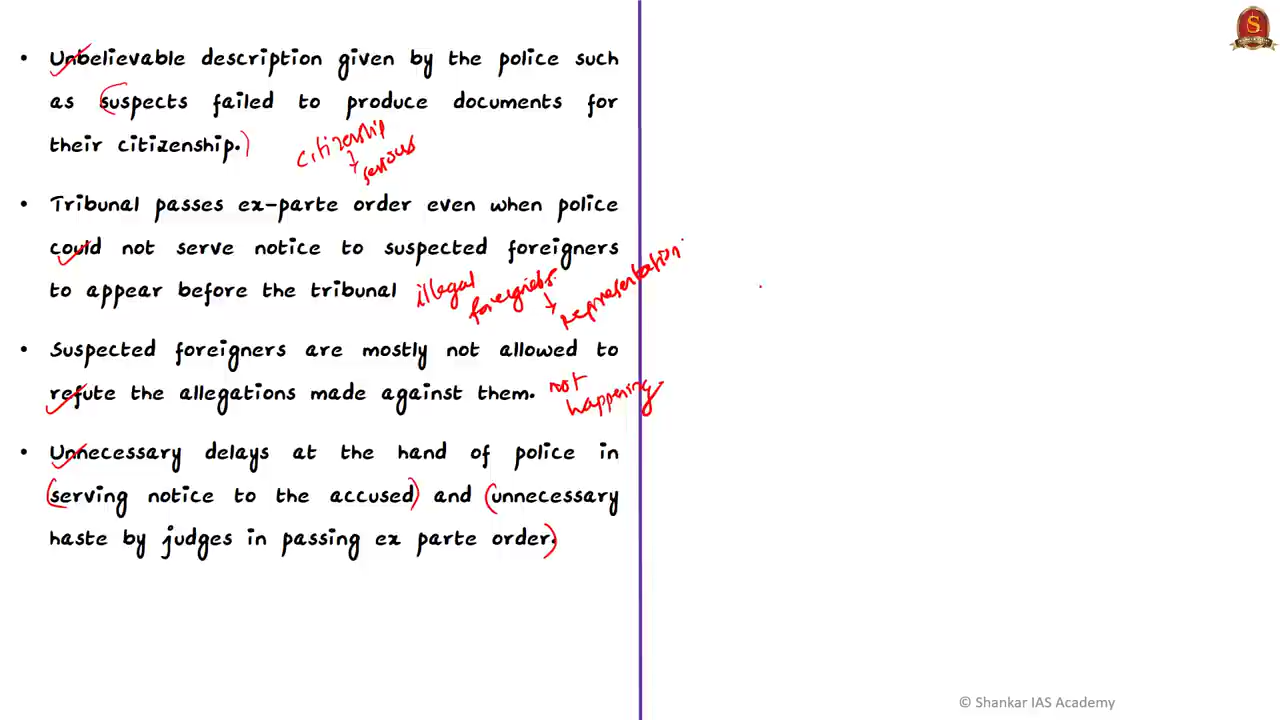 • Unbelievable description given by the police such
as suspects failed to produce documents for
their citizenship.)
citizenship
serious
• Tribunal passes ex-parte order even when police
could not serve notice to suspected foreigners
to appear before the tribunal
illegal
foreigners
representation
• Suspected foreigners are mostly not allowed to
refute the allegations made against them.
not
happening
• Unnecessary delays at the hand of police in
(serving notice to the accused) and (unnecessary
haste by judges in passing ex parte order.)
S
© Shankar IAS Academy